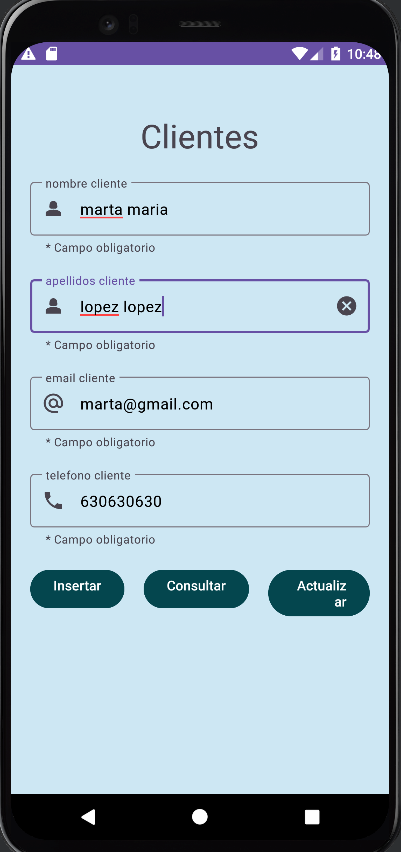 10:48
Clientes
nombre cliente
marta maria
* Campo obligatorio
apellidos cliente
lopez lopez
* Campo obligatorio
email cliente
marta@gmail.com
* Campo obligatorio
telefono cliente
630630630
* Campo obligatorio
Insertar
Consultar
Actualiz
ar